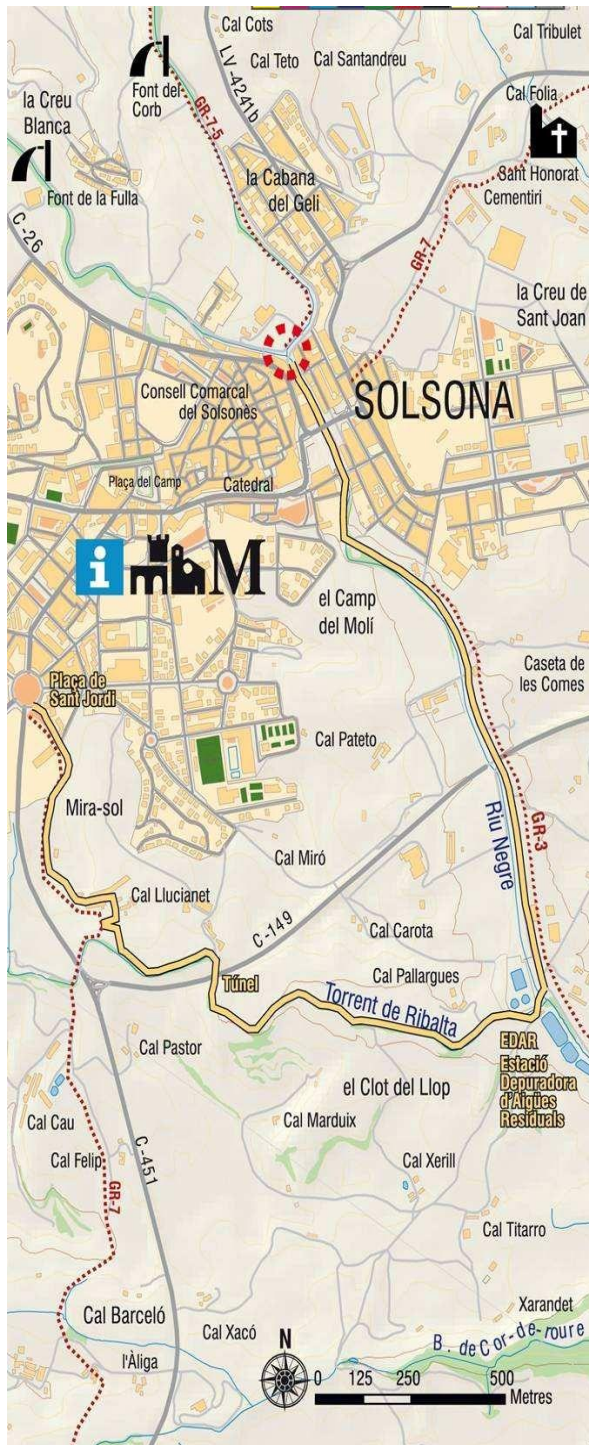 Cal Cots
Cal Tribulet
Cal Teto
Cal Santandreu
LV-4241b
Font del
Corb
GR-7-5
Cal Folia
la Creu
Blanca
Sant Honorat
Cementiri
la Cabana
del Geli
Font de la Fulla
C-26
GR-7
la Creu de
Sant Joan
Consell Comarcal
del Solsonès
SOLSONA
Plaça del Camp
Catedral
i
M
el Camp
del Molí
Caseta de
les Comes
Plaça de
Sant Jordi
Cal Pateto
Mira-sol
Riu Negre
GR-3
Cal Miró
Cal Llucianet
C-149
Cal Carota
Túnel
Cal Pallargues
Torrent de Ribalta
EDAR
Estació
Depuradora
d'Aigües
Residuals
Cal Pastor
el Clot del Llop
Cal Cau
Cal Marduix
Cal Felip
C-451
Cal Xerill
GR-7
Cal Titarro
Cal Barceló
Xarandet
Cal Xacó
B. de Cor-de-roure
l'Àliga
N
0 125 250 500
Metres